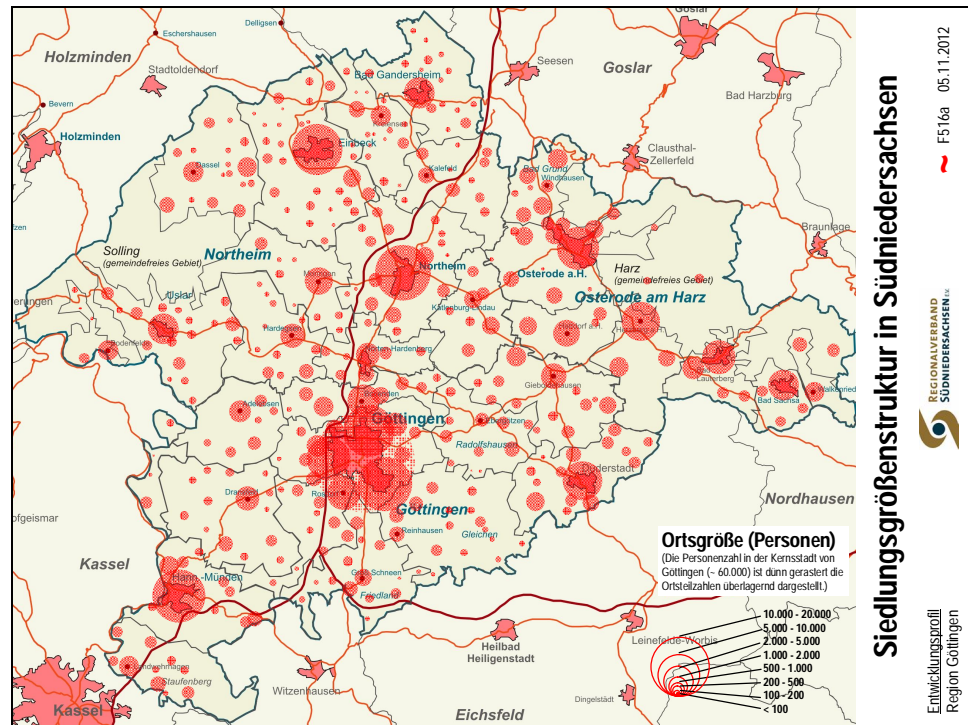 Siedlungsgrößenstruktur in Südniedersachsen
F516a 05.11.2012
REGIONALVERBAND
SÜDNIEDERSACHSEN E.V.
Entwicklungsprofil
Region Göttingen
Delligsen
Eschershausen
Goslar
Holzminden
Stadtoldendorf
Bad Gandersheim
Seesen
Goslar
Bad Harzburg
Bevern
Holzminden
Einbeck
Kalefeld
Dassel
Bad Grund
Windhausen
Clausthal-
Zellerfeld
Braunlage
Solling
(gemeindefreies Gebiet)
Northeim
Northeim
Osterode a.H.
Harz
(gemeindefreies Gebiet)
Osterode am Harz
Moringen
Katlenburg-Lindau
Uslar
Hardegsen
Hattorf a.H.
Bodenfelde
Nörten-Hardenberg
Bad
Lauterberg
Gieboldehausen
Walkenried
Bad Sachsa
Bovenden
Adelebsen
Göttingen
Ebergötzen
Radolfshausen
Duderstadt
Dransfeld
Göttingen
Nordhausen
Reinhausen
Gleichen
ofgeismar
Kassel
Groß Schneen
Hann.-Münden
Friedland
Ortsgröße (Personen)
(Die Personenzahl in der Kernsstadt von
Göttingen (~ 60.000) ist dünn gerastert die
Ortsteilzahlen überlagernd dargestellt.)
10.000 - 20.000
5.000 - 10.000
2.000 - 5.000
1.000 - 2.000
500 - 1.000
200 - 500
100 - 200
< 100
Leinefelde-Worbis
Heilbad
Heiligenstadt
Landwehrhagen
Staufenberg
Witzenhausen
Dingelstädt
Kassel
Eichsfeld